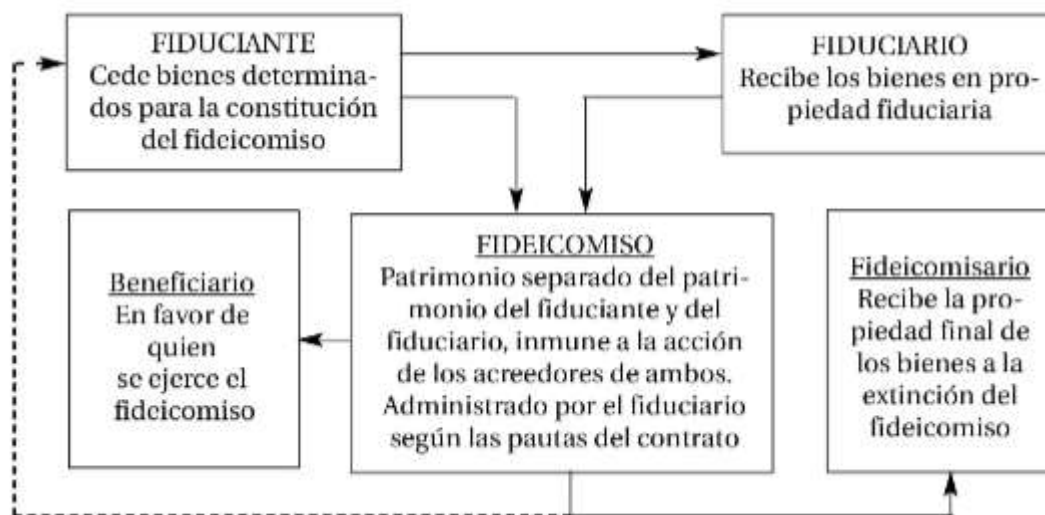 FIDUCIANTE
Cede bienes determina-
dos para la constitución
del fideicomiso
FIDUCIARIO
Recibe los bienes en pro-
piedad fiduciaria
Beneficiario
En favor de
quien
se ejerce el
fideicomiso
FIDEICOMISO
Patrimonio separado del patri-
monio del fiduciante y del
fiduciario, inmune a la acción
de los acreedores de ambos.
Administrado por el fiduciario
según las pautas del contrato
Fideicomisario
Recibe la pro-
piedad final de
los bienes a la
extinción del
fideicomiso